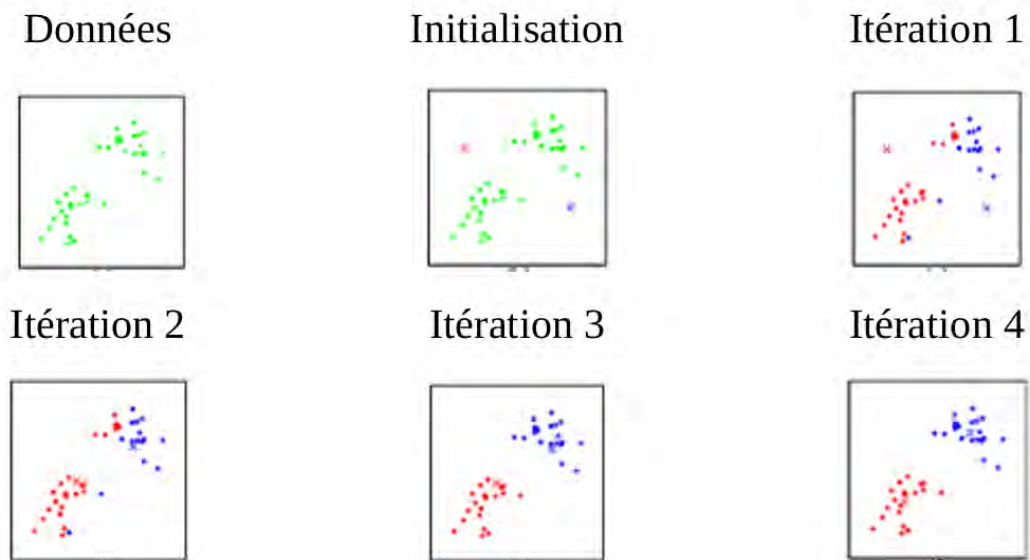 Données
Initialisation
Itération 1
Itération 2
Itération 3
Itération 4